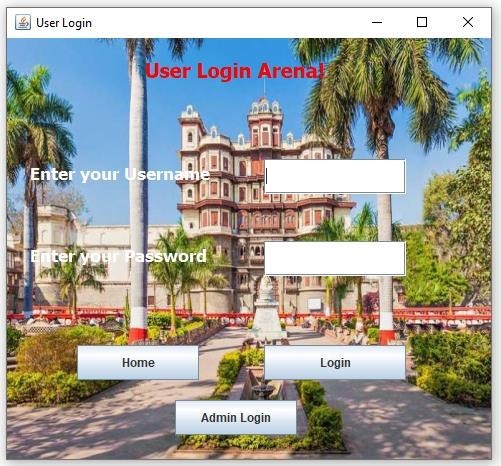 User Login
User Login Arena!
Enter your Username
Enter your Password
Home
Login
Admin Login